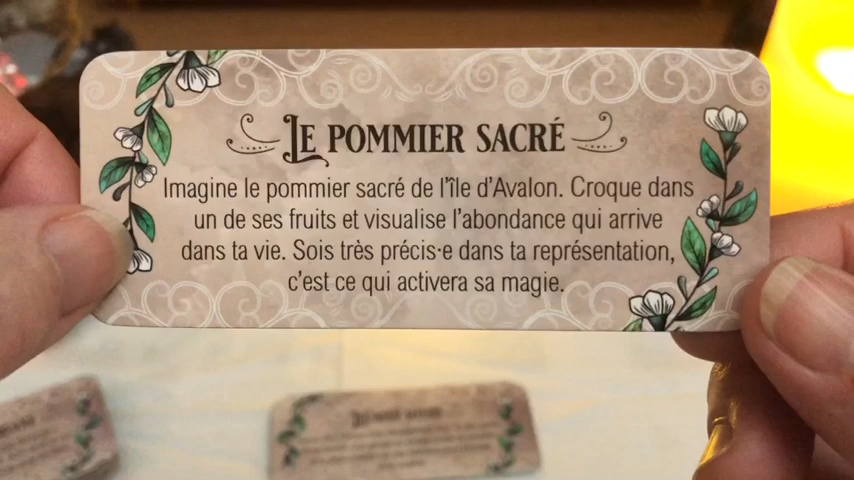 LE POMMIER SACRÉ
Imagine le pommier sacré de l'île d'Avalon. Croque dans
un de ses fruits et visualise l'abondance qui arrive
dans ta vie. Sois très précis·e dans ta représentation,
c'est ce qui activera sa magie.